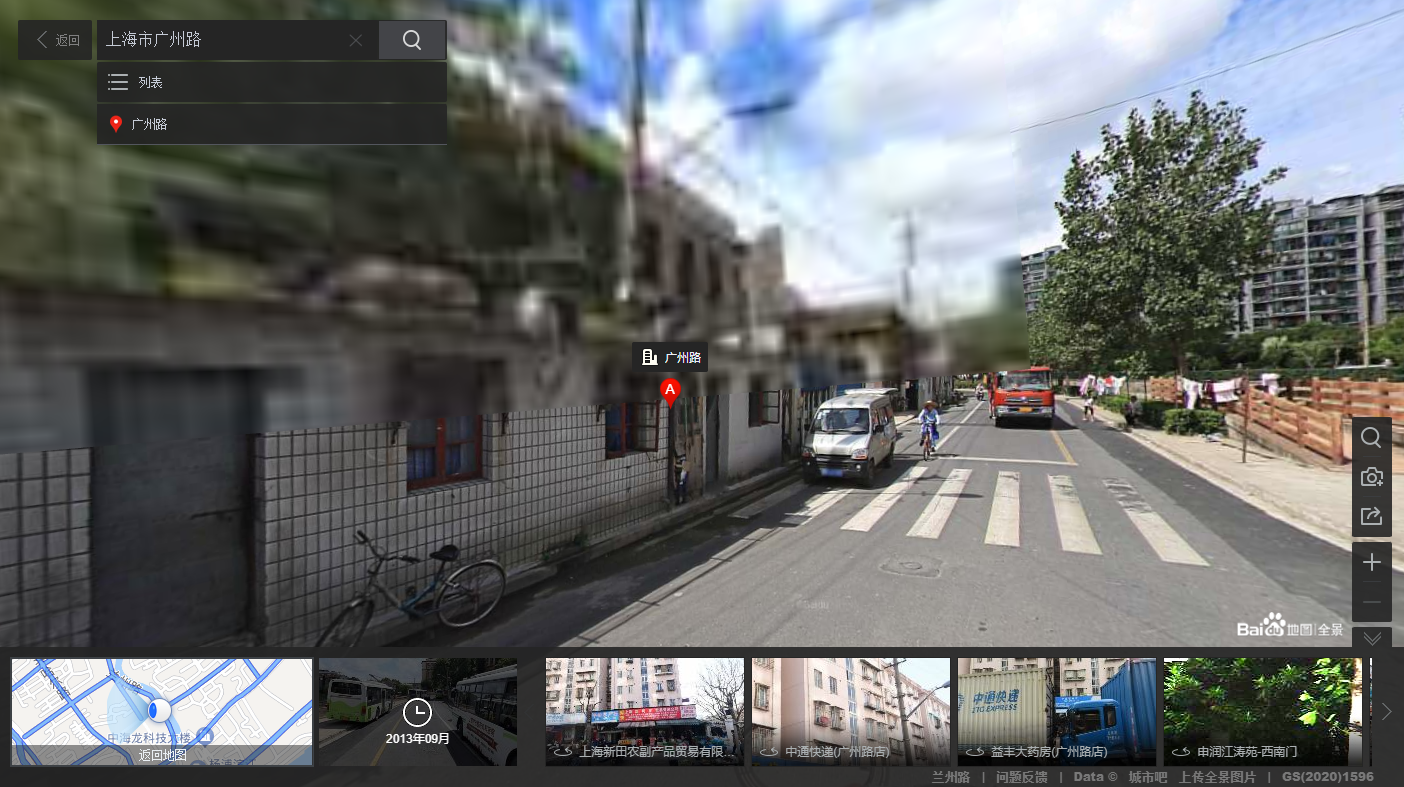 返回
上海市广州路
列表
广州路
广州路
A
Baidu地图|全景
中海龙科技大楼
返回地图
2013年09月
上海新田农副产品贸易有限
中通快递
ZTO EXPRESS
中通快递(广州路店)
益丰大药房(广州路店)
申润江涛苑-西南门
兰州路 | 问题反馈 | Data © 城市吧 上传全景图片 | GS(2020)1596